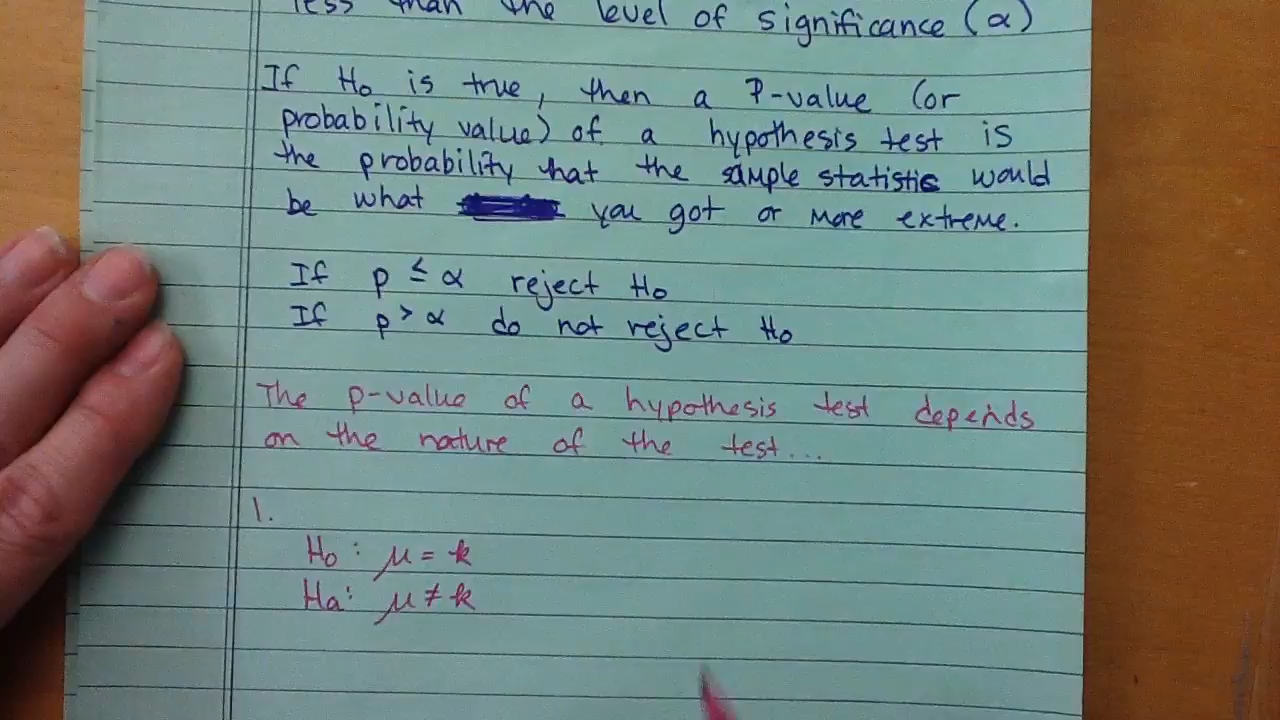 less than the level of significance (α)
If H₀ is true, then a P-value (or
probability value) of a hypothesis test is
the probability that the sample statistic would
be what you got or more extreme.
If p ≤ α reject H₀
If p > α do not reject H₀
The p-value of a hypothesis test depends
on the nature of the test...
1.
H₀: μ = k
Ha: μ ≠ k